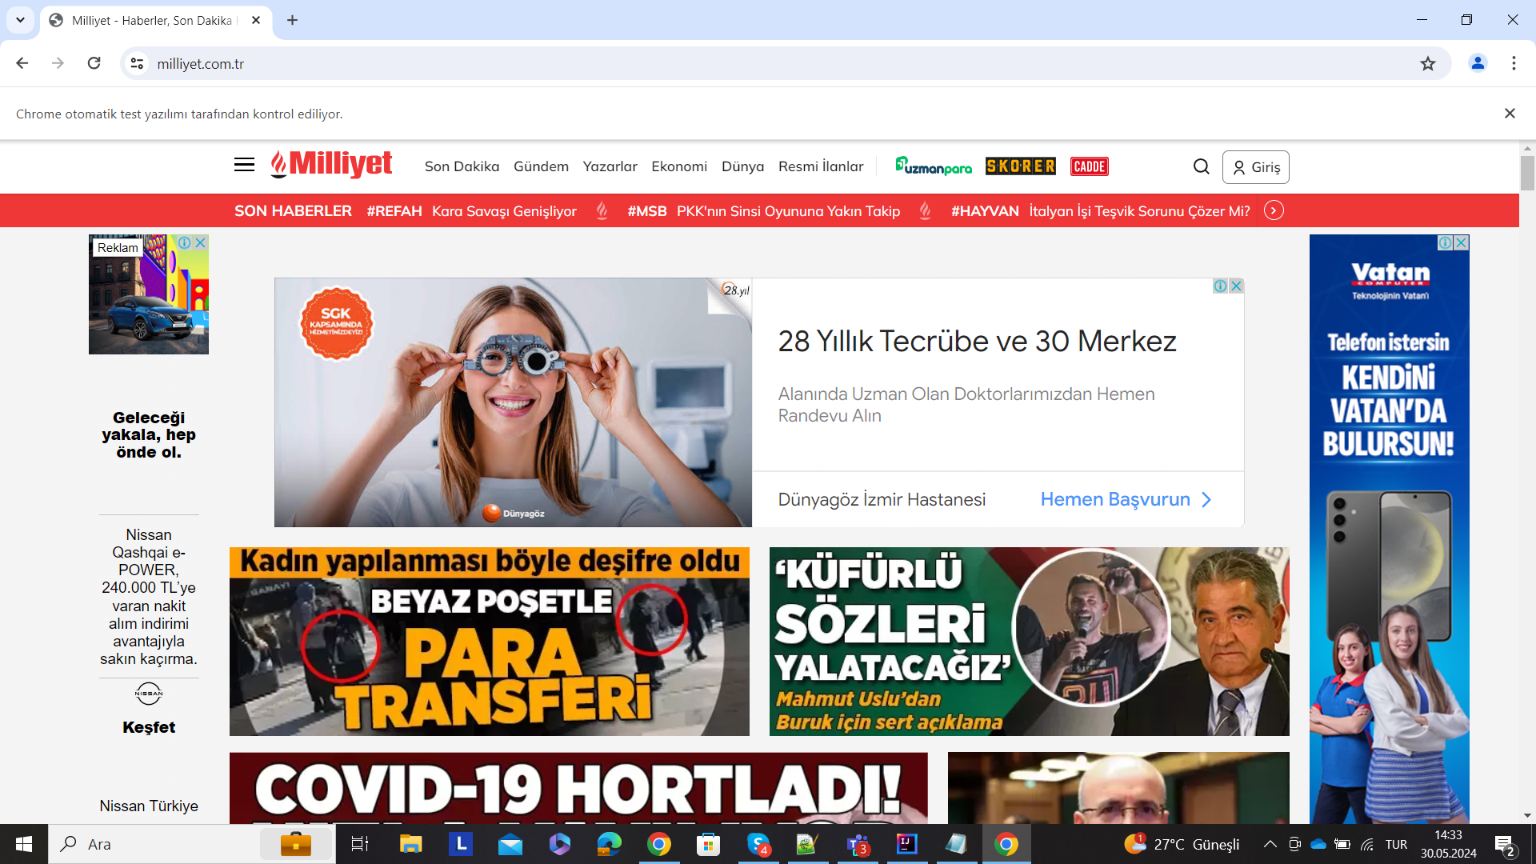 Milliyet - Haberler, Son Dakika
milliyet.com.tr
Chrome otomatik test yazılımı tarafından kontrol ediliyor.
Milliyet
Son Dakika
Gündem
Yazarlar
Ekonomi
Dünya
Resmi İlanlar
uzmanpara
SKORER
CADDE
Giriş
SON HABERLER
#REFAH Kara Savaşı Genişliyor
#MSB PKK'nın Sinsi Oyununa Yakın Takip
#HAYVAN İtalyan İşi Teşvik Sorunu Çözer Mi?
Reklam
Geleceği
yakala, hep
önde ol.
Nissan
Qashqai e-
POWER,
240.000 TL'ye
varan nakit
alım indirimi
avantajıyla
sakın kaçırma.
NISSAN
Keşfet
Nissan Türkiye
SGK
KAPSAMINDA
HİZMETİNİZDEYİZ!
28.yıl
Dünyagöz
28 Yıllık Tecrübe ve 30 Merkez
Alanında Uzman Olan Doktorlarımızdan Hemen
Randevu Alın
Dünyagöz İzmir Hastanesi
Hemen Başvurun
Vatan
COMPUTER
Teknolojinin Vatan'ı
Telefon istersin
KENDİNİ
VATAN'DA
BULURSUN!
Kadın yapılanması böyle deşifre oldu
BEYAZ POŞETLE
PARA
TRANSFERİ
'KÜFÜRLÜ
SÖZLERİ
YALATACAĞIZ'
Mahmut Uslu'dan
Buruk için sert açıklama
COVID-19 HORTLADI!
Ara
L
4
3
IJ
1
27°C Güneşli
TUR
14:33
30.05.2024
2